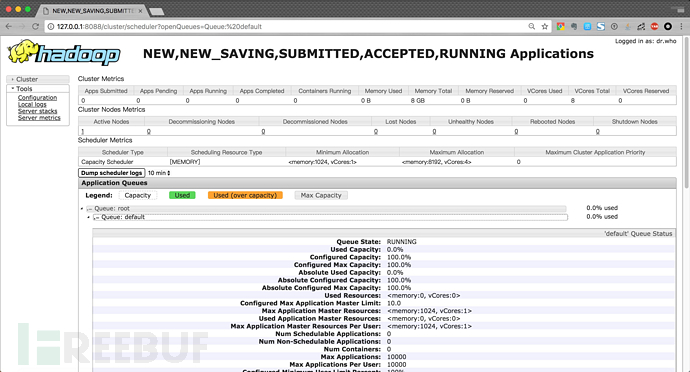 NEW,NEW_SAVING,SUBMITTED
127.0.0.1:8088/cluster/scheduler?openQueues=Queue:%20default
Logged in as: dr.who
hadoop
NEW,NEW_SAVING,SUBMITTED,ACCEPTED,RUNNING Applications
Cluster
Tools
Configuration
Local logs
Server stacks
Server metrics
Cluster Metrics
Apps Submitted Apps Pending Apps Running Apps Completed Containers Running Memory Used Memory Total Memory Reserved VCores Used VCores Total VCores Reserved
0 0 0 0 0 0 B 8 GB 0 B 0 8 0
Cluster Nodes Metrics
Active Nodes Decommissioning Nodes Decommissioned Nodes Lost Nodes Unhealthy Nodes Rebooted Nodes Shutdown Nodes
1 0 0 0 0 0 0
Scheduler Metrics
Scheduler Type Scheduling Resource Type Minimum Allocation Maximum Allocation Maximum Cluster Application Priority
Capacity Scheduler [MEMORY] <memory:1024, vCores:1> <memory:8192, vCores:4> 0
Dump scheduler logs 10 min
Application Queues
Legend: Capacity Used Used (over capacity) Max Capacity
Queue: root 0.0% used
Queue: default 0.0% used
'default' Queue Status
Queue State: RUNNING
Used Capacity: 0.0%
Configured Capacity: 100.0%
Configured Max Capacity: 100.0%
Absolute Used Capacity: 0.0%
Absolute Configured Capacity: 100.0%
Absolute Configured Max Capacity: 100.0%
Used Resources: <memory:0, vCores:0>
Configured Max Application Master Limit: 10.0
Max Application Master Resources: <memory:1024, vCores:1>
Used Application Master Resources: <memory:0, vCores:0>
Max Application Master Resources Per User: <memory:1024, vCores:1>
Num Schedulable Applications: 0
Num Non-Schedulable Applications: 0
Num Containers: 0
Max Applications: 10000
Max Applications Per User: 10000
Configured Minimum User Limit Percent: 100%
FREEBUF